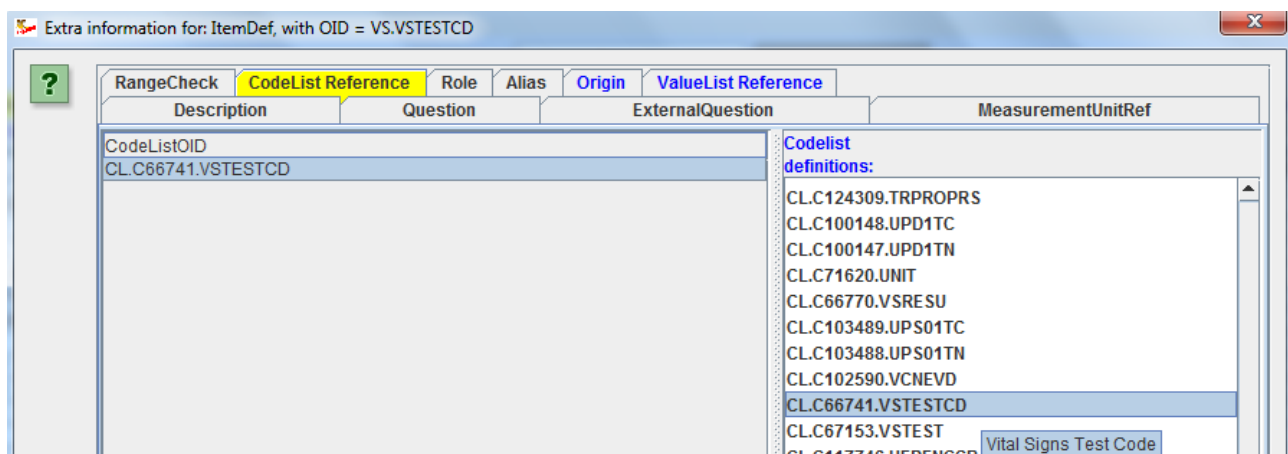 Extra information for: ItemDef, with OID = VS.VSTESTCD
x
?
RangeCheck CodeList Reference Role Alias Origin ValueList Reference
Description Question ExternalQuestion MeasurementUnitRef
CodeListOID
CL.C66741.VSTESTCD
Codelist
definitions:
CL.C124309.TRPROPRS
CL.C100148.UPD1TC
CL.C100147.UPD1TN
CL.C71620.UNIT
CL.C66770.VSRESU
CL.C103489.UPS01TC
CL.C103488.UPS01TN
CL.C102590.VCNEVD
CL.C66741.VSTESTCD
CL.C67153.VSTEST
Vital Signs Test Code